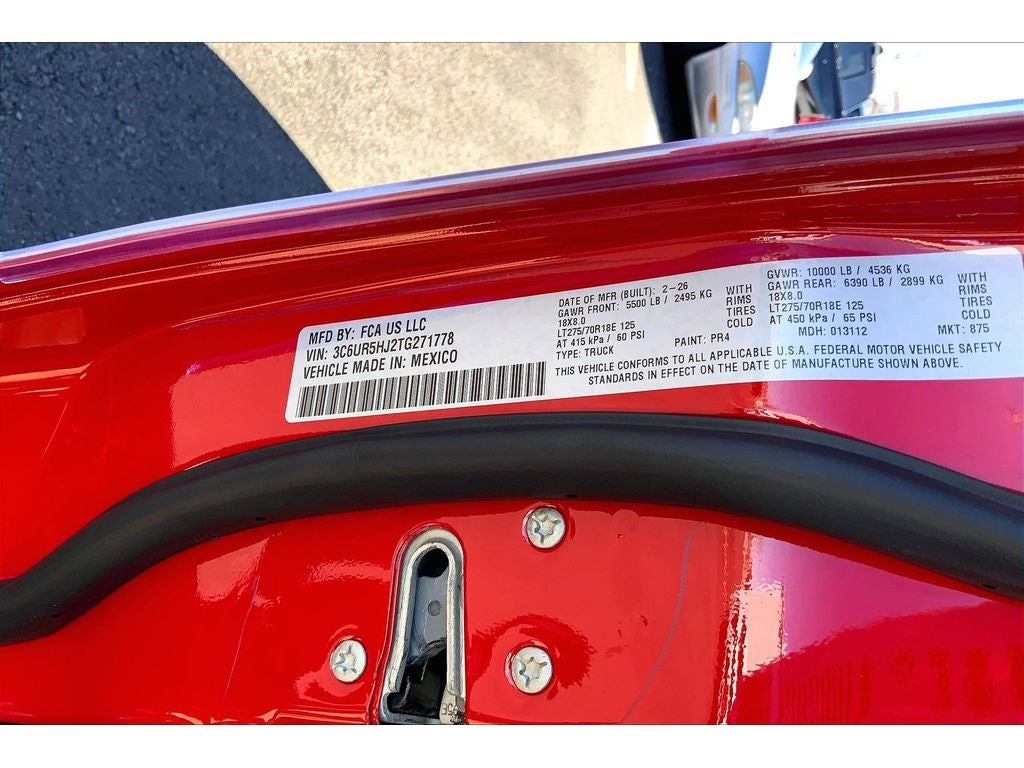 MFD BY: FCA US LLC
VIN: 3C6UR5HJ2TG271778
VEHICLE MADE IN: MEXICO
DATE OF MFR (BUILT): 2-26
GAWR FRONT: 5500 LB / 2495 KG WITH
18X8.0 RIMS
LT275/70R18E 125 TIRES
AT 415 kPa / 60 PSI COLD
TYPE: TRUCK PAINT: PR4
GVWR: 10000 LB / 4536 KG
GAWR REAR: 6390 LB / 2899 KG WITH
18X8.0 RIMS
LT275/70R18E 125 TIRES
AT 450 kPa / 65 PSI COLD
MDH: 013112 MKT: 875
THIS VEHICLE CONFORMS TO ALL APPLICABLE U.S.A. FEDERAL MOTOR VEHICLE SAFETY
STANDARDS IN EFFECT ON THE DATE OF MANUFACTURE SHOWN ABOVE.